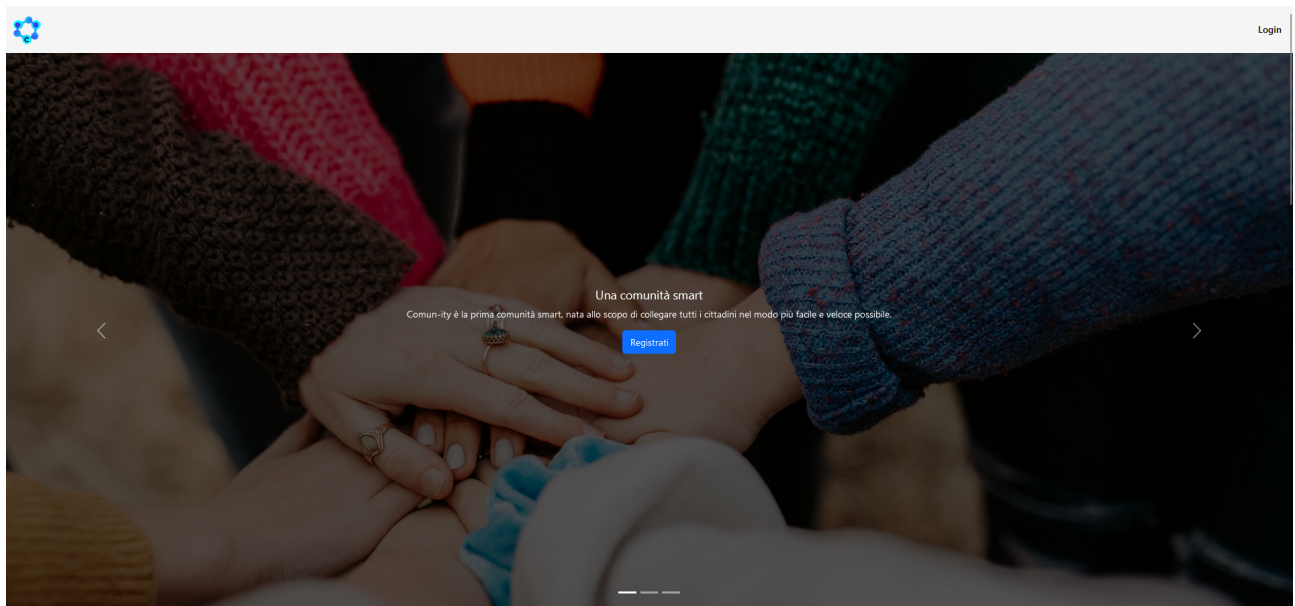 C
Login
Una comunità smart
Comun-ity è la prima comunità smart, nata allo scopo di collegare tutti i cittadini nel modo più facile e veloce possibile.
Registrati